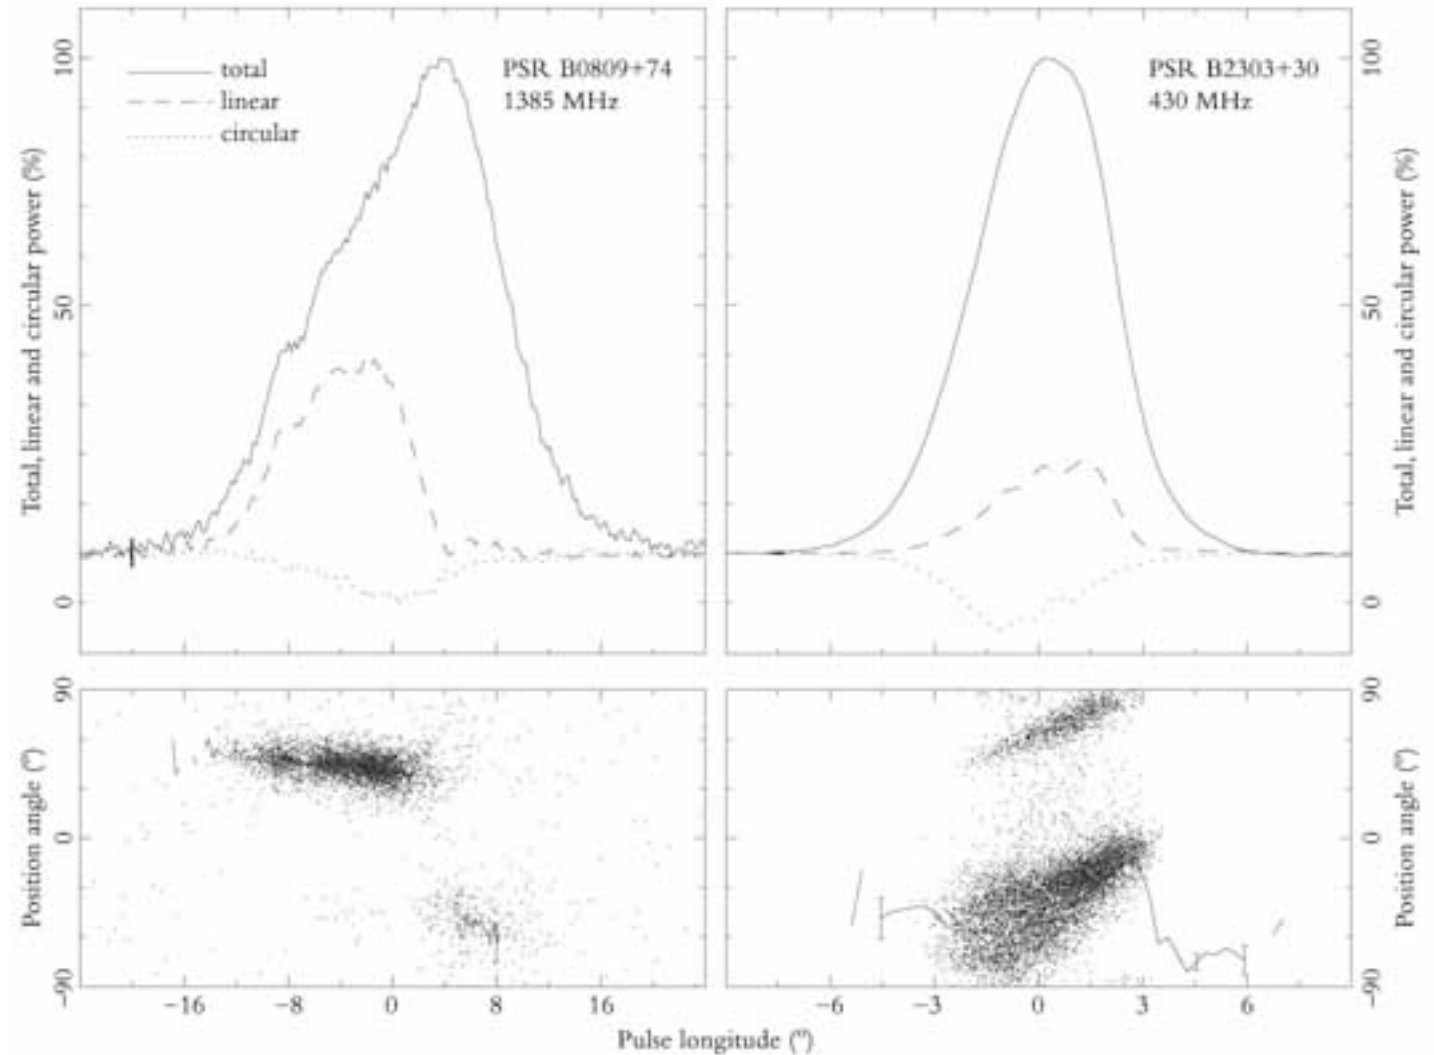 total
linear
circular
PSR B0809+74
1385 MHz
PSR B2303+30
430 MHz
Total, linear and circular power (%)
100
50
0
Total, linear and circular power (%)
100
50
0
Position angle (º)
90
0
-90
Position angle (º)
90
0
-90
−16 −8 0 8 16
−6 −3 0 3 6
Pulse longitude (º)